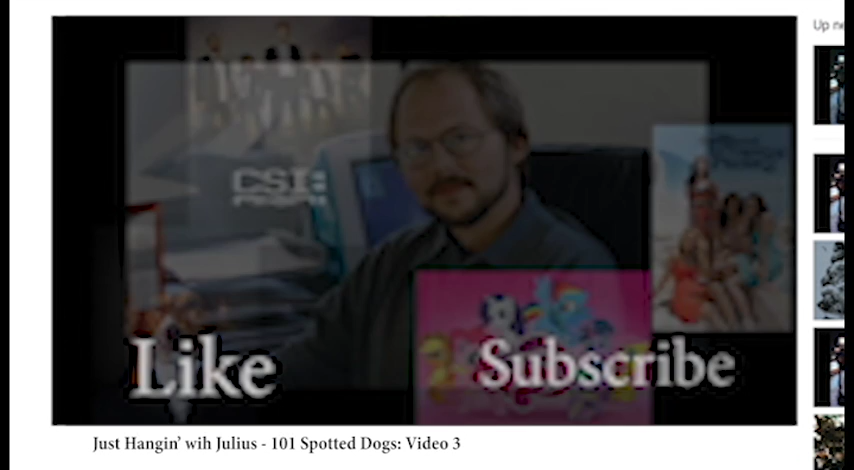 Up ne
CSI:
Like
Subscribe
Just Hangin' wih Julius - 101 Spotted Dogs: Video 3